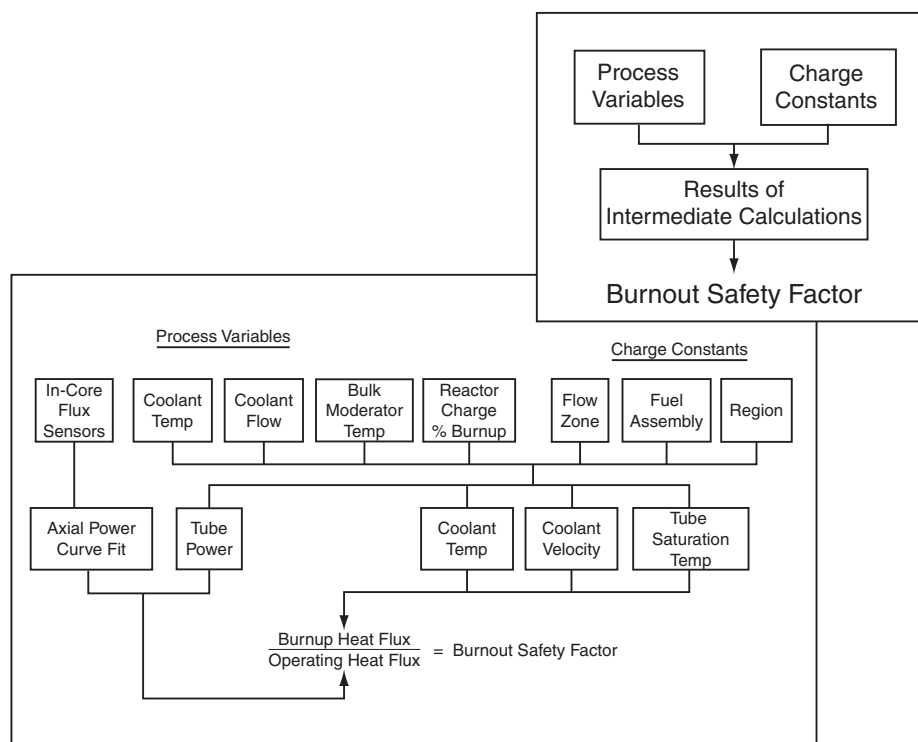 Process
Variables
Charge
Constants
Results of
Intermediate Calculations
Burnout Safety Factor
Process Variables
Charge Constants
In-Core
Flux
Sensors
Coolant
Temp
Coolant
Flow
Bulk
Moderator
Temp
Reactor
Charge
% Burnup
Flow
Zone
Fuel
Assembly
Region
Axial Power
Curve Fit
Tube
Power
Coolant
Temp
Coolant
Velocity
Tube
Saturation
Temp
Burnup Heat Flux
Operating Heat Flux
= Burnout Safety Factor